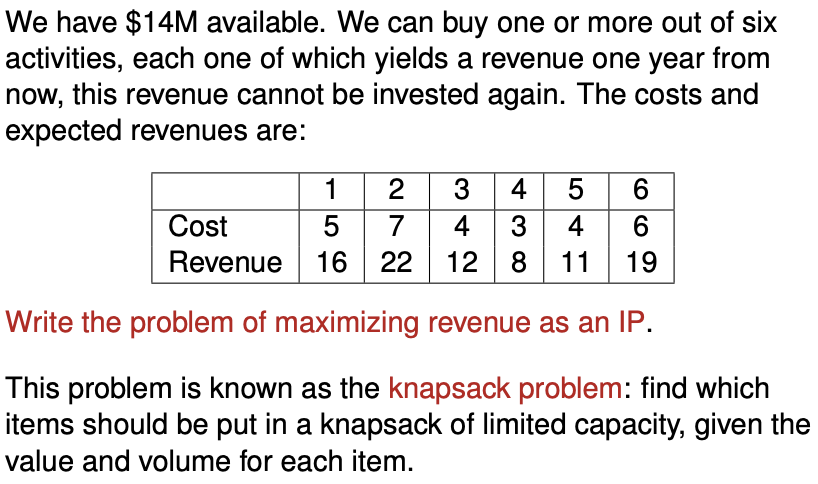 We have $14M available. We can buy one or more out of six
activities, each one of which yields a revenue one year from
now, this revenue cannot be invested again. The costs and
expected revenues are:
1 2 3 4 5 6
Cost 5 7 4 3 4 6
Revenue 16 22 12 8 11 19
Write the problem of maximizing revenue as an IP.
This problem is known as the knapsack problem: find which
items should be put in a knapsack of limited capacity, given the
value and volume for each item.